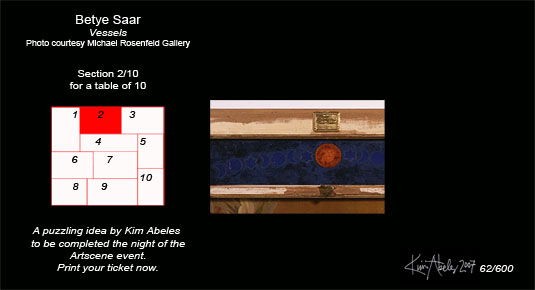 Betye Saar
Vessels
Photo courtesy Michael Rosenfeld Gallery
Section 2/10
for a table of 10
1 2 3
4 5
6 7
8 9 10
A puzzling idea by Kim Abeles
to be completed the night of the
Artscene event.
Print your ticket now.
Kim Abeles 2007 62/600